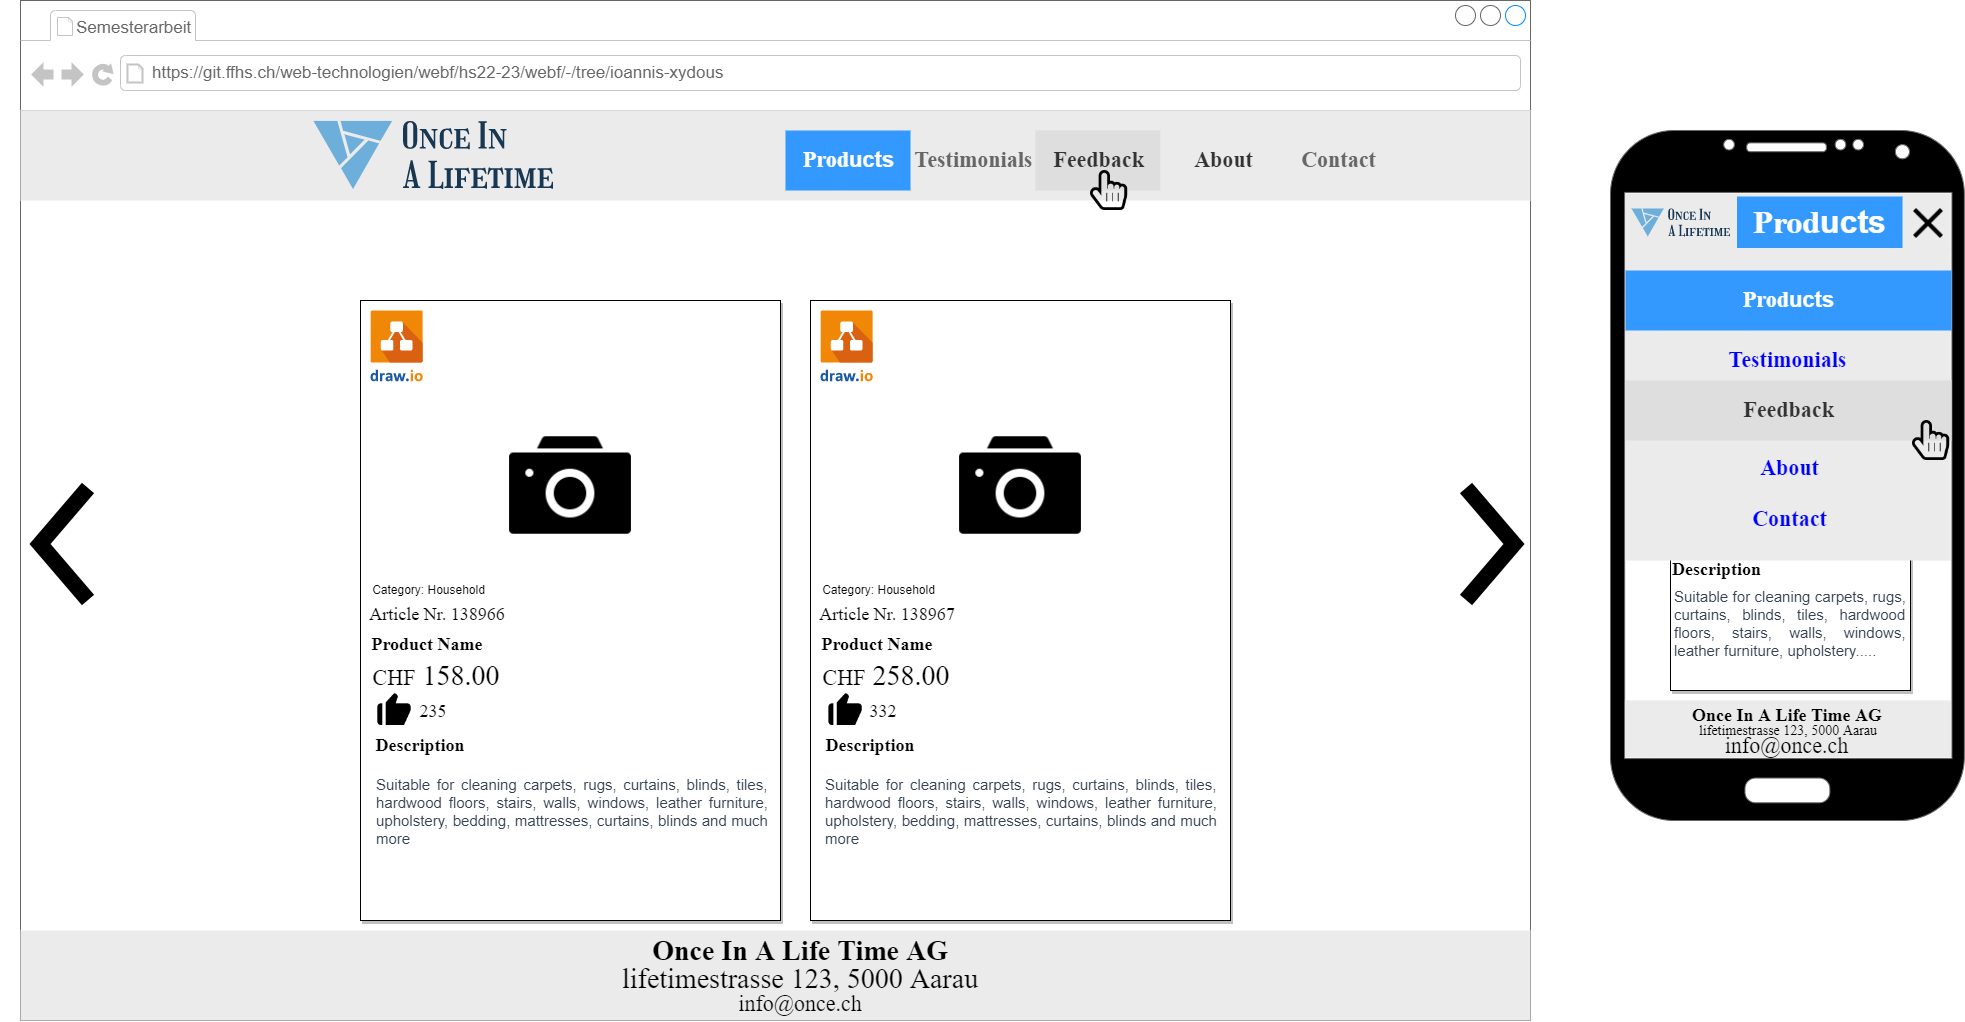 Semesterarbeit
https://git.ffhs.ch/web-technologien/webf/hs22-23/webf/-/tree/ioannis-xydous
ONCE IN
A LIFETIME
Products Testimonials Feedback About Contact
draw.io
Category: Household
Article Nr. 138966
Product Name
CHF 158.00
235
Description
Suitable for cleaning carpets, rugs, curtains, blinds, tiles,
hardwood floors, stairs, walls, windows, leather furniture,
upholstery, bedding, mattresses, curtains, blinds and much
more
draw.io
Category: Household
Article Nr. 138967
Product Name
CHF 258.00
332
Description
Suitable for cleaning carpets, rugs, curtains, blinds, tiles,
hardwood floors, stairs, walls, windows, leather furniture,
upholstery, bedding, mattresses, curtains, blinds and much
more
Once In A Life Time AG
lifetimestrasse 123, 5000 Aarau
info@once.ch
ONCE IN
A LIFETIME
Products
Products
Testimonials
Feedback
About
Contact
Description
Suitable for cleaning carpets, rugs,
curtains, blinds, tiles, hardwood
floors, stairs, walls, windows,
leather furniture, upholstery.....
Once In A Life Time AG
lifetimestrasse 123, 5000 Aarau
info@once.ch